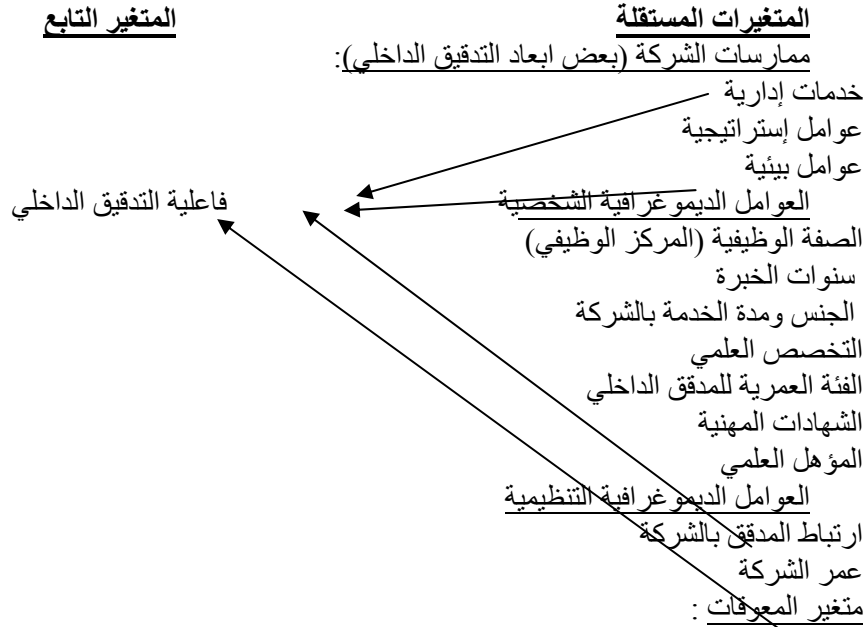 المتغيرات المستقلة المتغير التابع
ممارسات الشركة (بعض ابعاد التدقيق الداخلي):
خدمات إدارية
عوامل إستراتيجية
عوامل بيئية
العوامل الديموغرافية الشخصية فاعلية التدقيق الداخلي
الصفة الوظيفية (المركز الوظيفي)
سنوات الخبرة
الجنس ومدة الخدمة بالشركة
التخصص العلمي
الفئة العمرية للمدقق الداخلي
الشهادات المهنية
المؤهل العلمي
العوامل الديموغرافية التنظيمية
ارتباط المدقق بالشركة
عمر الشركة
متغير المعوقات :